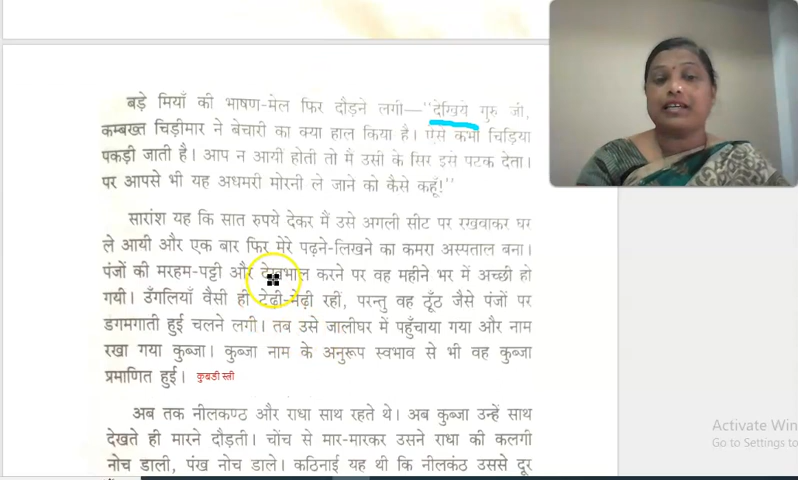 बड़े मियाँ की भाषण-मेल फिर दौड़ने लगी—"देखिये गुरु जी,
कम्बख्त चिड़ीमार ने बेचारी का क्या हाल किया है। ऐसे कभी चिड़िया
पकड़ी जाती है। आप न आयी होती तो मैं उसी के सिर इसे पटक देता।
पर आपसे भी यह अधमरी मोरनी ले जाने को कैसे कहूँ!"
सारांश यह कि सात रुपये देकर मैं उसे अगली सीट पर रखवाकर घर
ले आयी और एक बार फिर मेरे पढ़ने-लिखने का कमरा अस्पताल बना।
पंजों की मरहम-पट्टी और देखभाल करने पर वह महीने भर में अच्छी हो
गयी। उँगलियाँ वैसी ही टेढ़ी-मेढ़ी रहीं, परन्तु वह ठूँठ जैसे पंजों पर
डगमगाती हुई चलने लगी। तब उसे जालीघर में पहुँचाया गया और नाम
रखा गया कुब्जा। कुब्जा नाम के अनुरूप स्वभाव से भी वह कुब्जा
प्रमाणित हुई। कुबडी स्त्री
अब तक नीलकण्ठ और राधा साथ रहते थे। अब कुब्जा उन्हें साथ
देखते ही मारने दौड़ती। चोंच से मार-मारकर उसने राधा की कलगी
नोच डाली, पंख नोच डाले। कठिनाई यह थी कि नीलकंठ उससे दूर
Activate Win
Go to Settings to